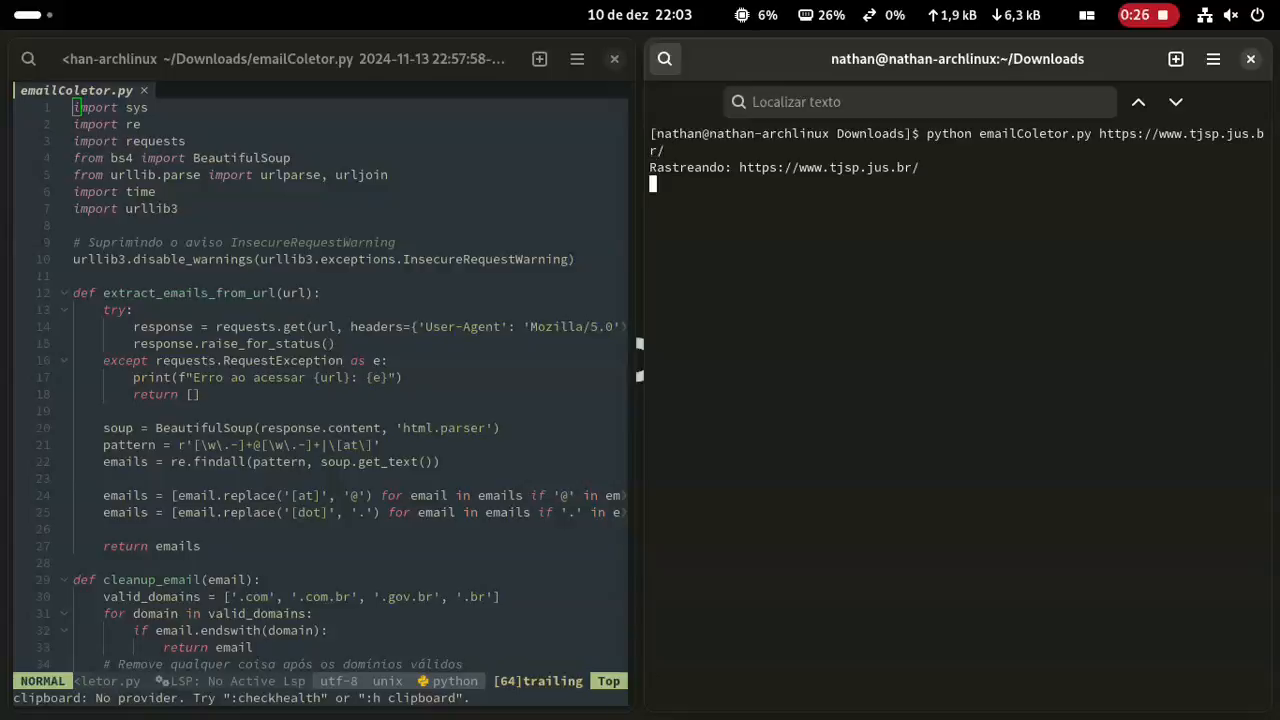 10 de dez 22:03
6%
26%
0%
1,9 kB
6,3 kB
0:26
<han-archlinux ~/Downloads/emailColetor.py 2024-11-13 22:57:58-...
emailColetor.py
1 import sys
2 import re
3 import requests
4 from bs4 import BeautifulSoup
5 from urllib.parse import urlparse, urljoin
6 import time
7 import urllib3
8
9 # Suprimindo o aviso InsecureRequestWarning
10 urllib3.disable_warnings(urllib3.exceptions.InsecureRequestWarning)
11
12 def extract_emails_from_url(url):
13 try:
14 response = requests.get(url, headers={'User-Agent': 'Mozilla/5.0'
15 response.raise_for_status()
16 except requests.RequestException as e:
17 print(f"Erro ao acessar {url}: {e}")
18 return []
19
20 soup = BeautifulSoup(response.content, 'html.parser')
21 pattern = r'[\w\.-]+@[\w\.-]+|\[at\]'
22 emails = re.findall(pattern, soup.get_text())
23
24 emails = [email.replace('[at]', '@') for email in emails if '@' in em>
25 emails = [email.replace('[dot]', '.') for email in emails if '.' in e>
26
27 return emails
28
29 def cleanup_email(email):
30 valid_domains = ['.com', '.com.br', '.gov.br', '.br']
31 for domain in valid_domains:
32 if email.endswith(domain):
33 return email
34 # Remove qualquer coisa após os domínios válidos
NORMAL <letor.py LSP: No Active Lsp utf-8 unix python [64]trailing Top
clipboard: No provider. Try ":checkhealth" or ":h clipboard".
nathan@nathan-archlinux:~/Downloads
Localizar texto
[nathan@nathan-archlinux Downloads]$ python emailColetor.py https://www.tjsp.jus.b
r/
Rastreando: https://www.tjsp.jus.br/